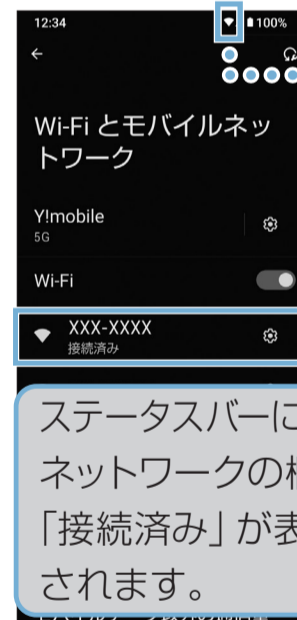 12:34 100%
Wi-Fi とモバイルネッ
トワーク
Y!mobile
5G
Wi-Fi
XXX-XXXX
接続済み
ステータスバーに
ネットワークの
「接続済み」が表
されます。